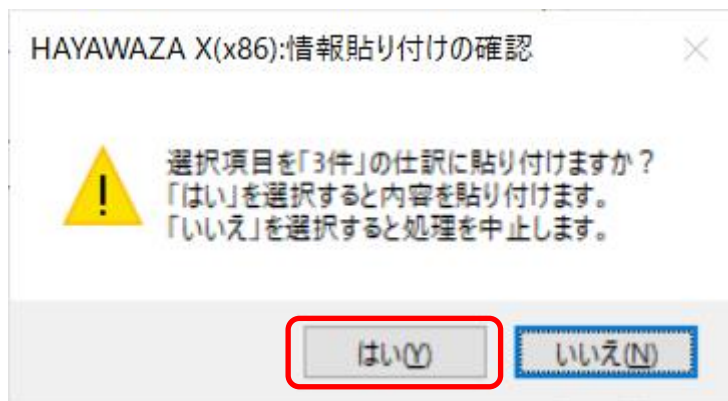 HAYAWAZA X(x86):情報貼り付けの確認
選択項目を「3件」の仕訳に貼り付けますか?
「はい」を選択すると内容を貼り付けます。
「いいえ」を選択すると処理を中止します。
はい(Y)
いいえ(N)